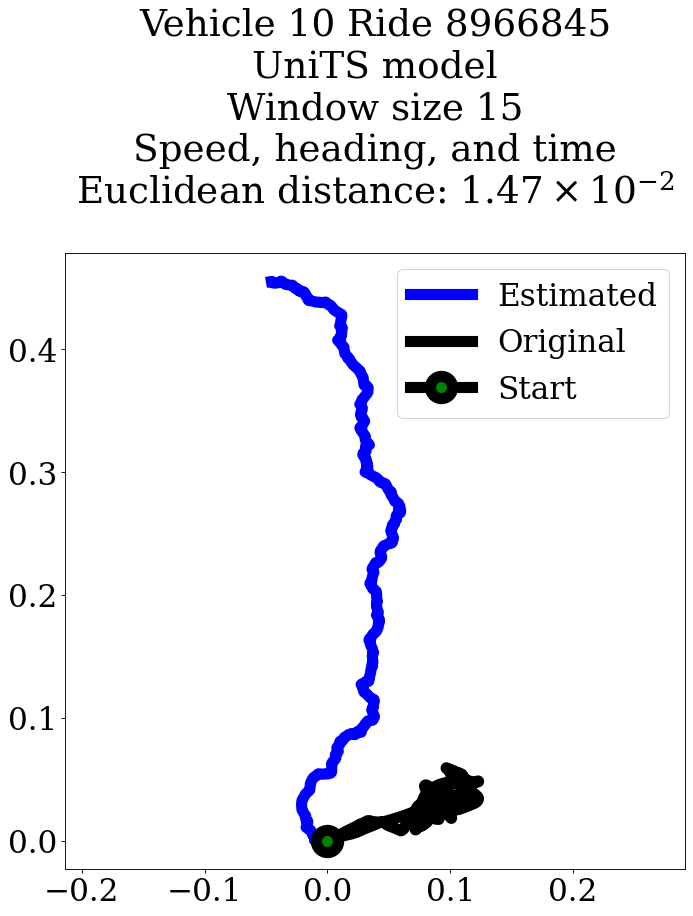 Vehicle 10 Ride 8966845
UniTS model
Window size 15
Speed, heading, and time
Euclidean distance: 1.47 × 10⁻²
Estimated
Original
Start
0.4
0.3
0.2
0.1
0.0
−0.2 −0.1 0.0 0.1 0.2